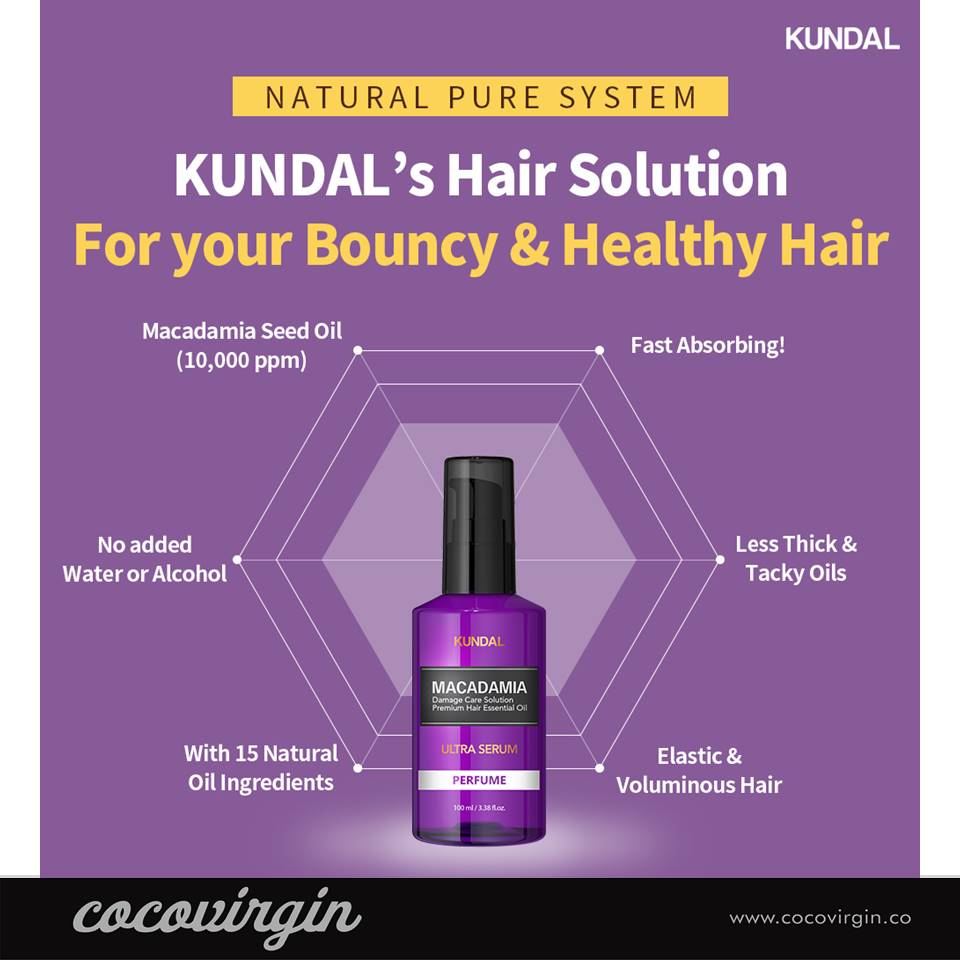 KUNDAL
NATURAL PURE SYSTEM
KUNDAL's Hair Solution
For your Bouncy & Healthy Hair
Macadamia Seed Oil
(10,000 ppm)
Fast Absorbing!
No added
Water or Alcohol
Less Thick &
Tacky Oils
With 15 Natural
Oil Ingredients
Elastic &
Voluminous Hair
KUNDAL
MACADAMIA
Damage Care Solution
Premium Hair Essential Oil
ULTRA SERUM
PERFUME
100 ml / 3.38 fl.oz.
cocovirgin
www.cocovirgin.co